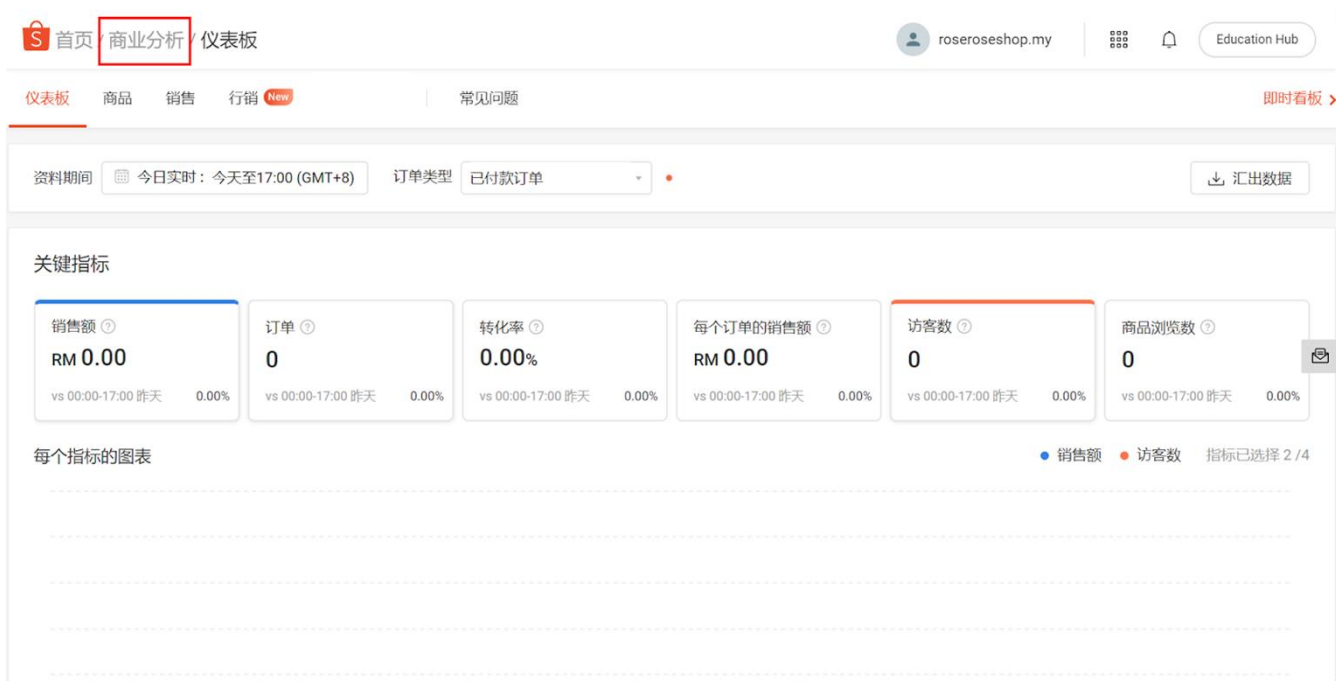 首页 / 商业分析 / 仪表板 roseroseshop.my Education Hub
仪表板 商品 销售 行销 New 常见问题 即时看板
资料期间 今日实时：今天至17:00 (GMT+8) 订单类型 已付款订单 汇出数据
关键指标
销售额 订单 转化率 每个订单的销售额 访客数 商品浏览数
RM 0.00 0 0.00% RM 0.00 0 0
vs 00:00-17:00 昨天 0.00% vs 00:00-17:00 昨天 0.00% vs 00:00-17:00 昨天 0.00% vs 00:00-17:00 昨天 0.00% vs 00:00-17:00 昨天 0.00% vs 00:00-17:00 昨天 0.00%
每个指标的图表 销售额 访客数 指标已选择 2 /4